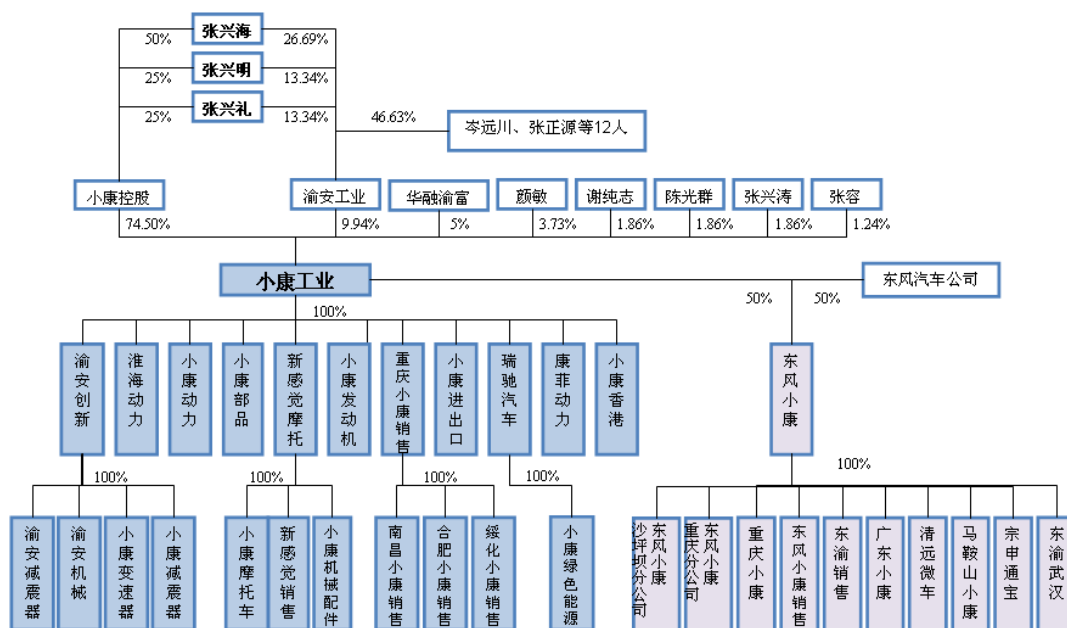 50% 张兴海 26.69%
25% 张兴明 13.34%
25% 张兴礼 13.34%
46.63% 岑远川、张正源等12人
小康控股 渝安工业 华融渝富 颜敏 谢纯志 陈光群 张兴涛 张容
74.50% 9.94% 5% 3.73% 1.86% 1.86% 1.86% 1.24%
小康工业 东风汽车公司
50% 50%
100%
渝安创新
淮海动力
小康动力
小康部品
新感觉摩托
小康发动机
重庆小康销售
小康进出口
瑞驰汽车
康菲动力
小康香港
东风小康
100% 100% 100% 100% 100%
渝安减震器
渝安机械
小康变速器
小康减震器
小康摩托车
新感觉销售
小康机械配件
南昌小康销售
合肥小康销售
绥化小康销售
小康绿色能源
东风小康
沙坪坝分公司
东风小康
重庆分公司
重庆小康
东风小康销售
东渝销售
广东小康
清远微车
马鞍山小康
宗申通宝
东渝武汉